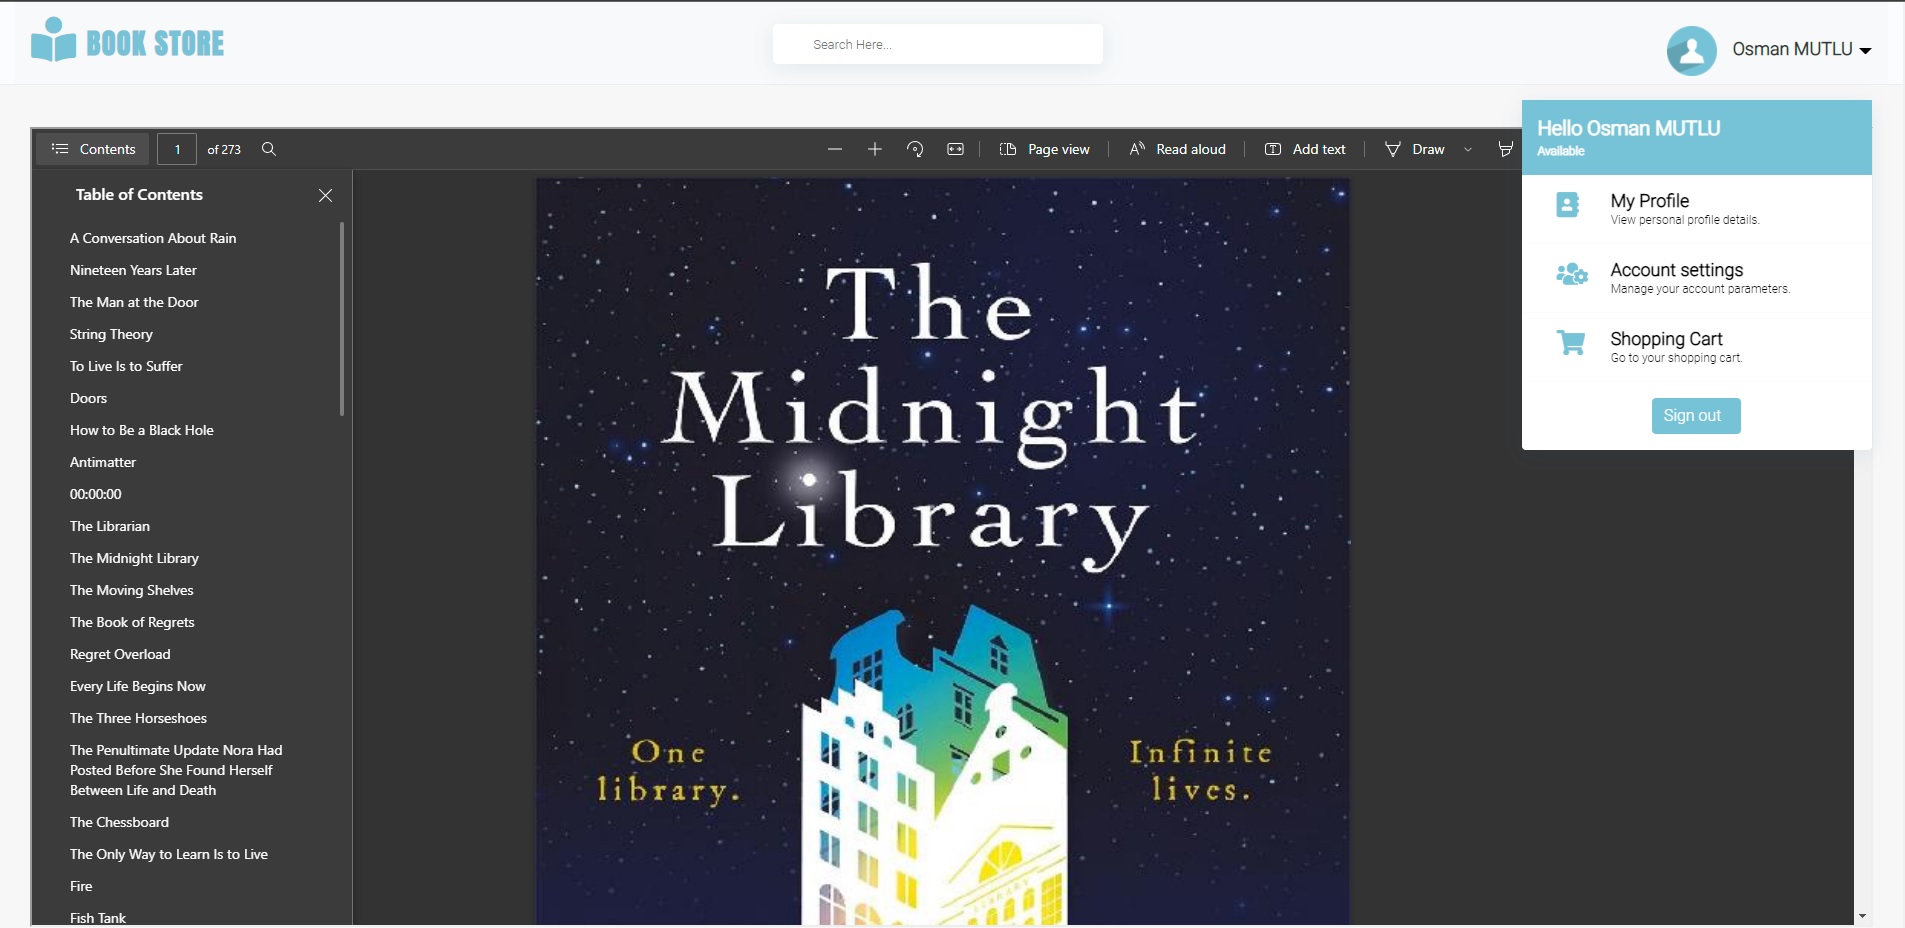 BOOK STORE
Search Here...
Osman MUTLU
Hello Osman MUTLU
Available
My Profile
View personal profile details.
Account settings
Manage your account parameters.
Shopping Cart
Go to your shopping cart.
Sign out
Contents
1
of 273
Page view
Read aloud
Add text
Draw
Table of Contents
A Conversation About Rain
Nineteen Years Later
The Man at the Door
String Theory
To Live Is to Suffer
Doors
How to Be a Black Hole
Antimatter
00:00:00
The Librarian
The Midnight Library
The Moving Shelves
The Book of Regrets
Regret Overload
Every Life Begins Now
The Three Horseshoes
The Penultimate Update Nora Had
Posted Before She Found Herself
Between Life and Death
The Chessboard
The Only Way to Learn Is to Live
Fire
Fish Tank
The
Midnight
Library
One
library.
Infinite
lives.
LIBRARY